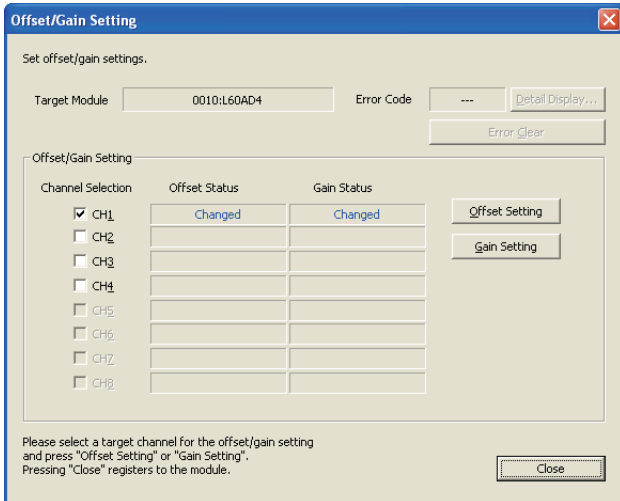 Offset/Gain Setting
Set offset/gain settings.
Target Module 0010:L60AD4 Error Code --- Detail Display...
Error Clear
Offset/Gain Setting
Channel Selection Offset Status Gain Status
CH1 Changed Changed Offset Setting
CH2
Gain Setting
CH3
CH4
CH5
CH6
CH7
CH8
Please select a target channel for the offset/gain setting
and press "Offset Setting" or "Gain Setting".
Pressing "Close" registers to the module.
Close